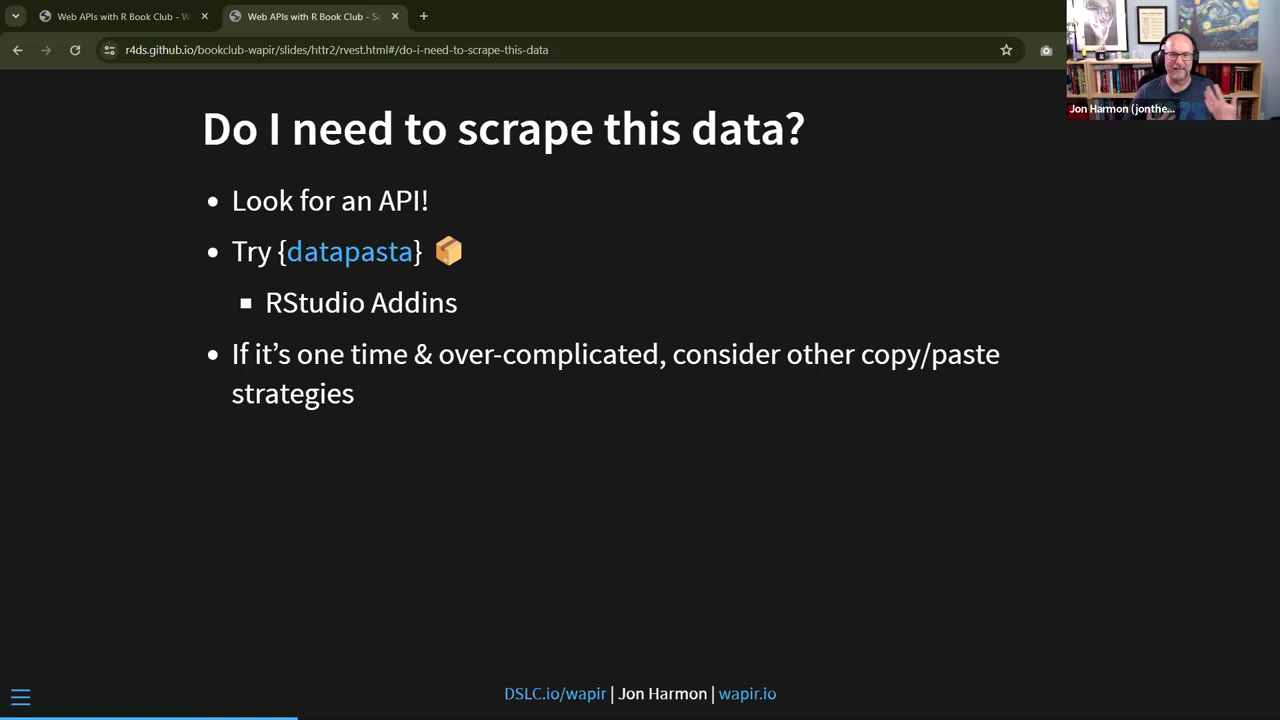 Web APIs with R Book Club - W
Web APIs with R Book Club - Sc
r4ds.github.io/bookclub-wapir/slides/httr2/rvest.html#/do-i-need-to-scrape-this-data
Jon Harmon (jonthe...
Do I need to scrape this data?
Look for an API!
Try {datapasta}
RStudio Addins
If it’s one time & over-complicated, consider other copy/paste
strategies
DSLC.io/wapir | Jon Harmon | wapir.io